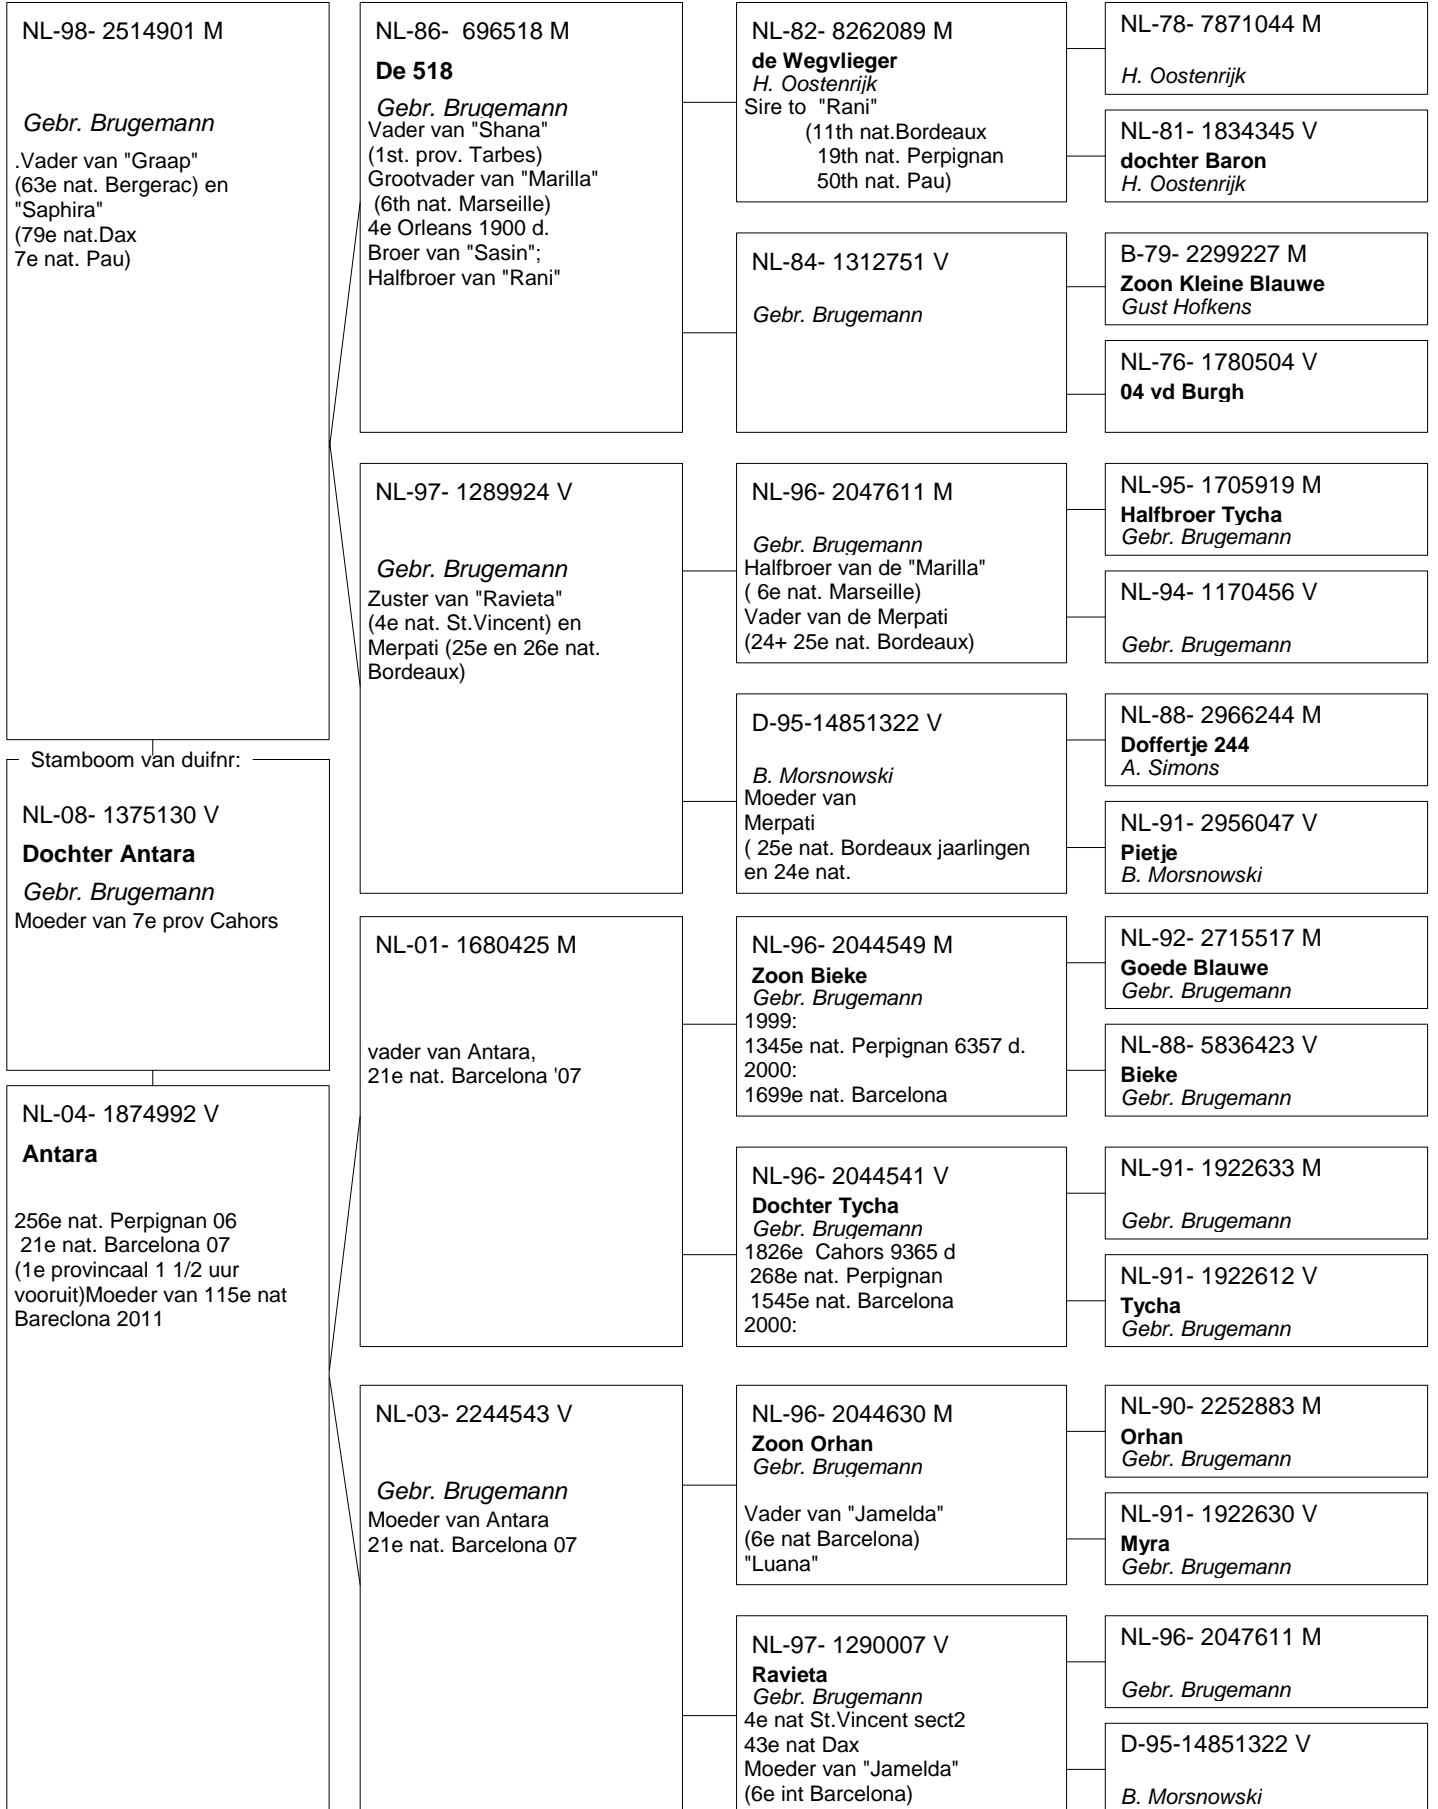 NL-98- 2514901 M
Gebr. Brugemann
.Vader van "Graap"
(63e nat. Bergerac) en
"Saphira"
(79e nat.Dax
7e nat. Pau)
Stamboom van duifnr:
NL-08- 1375130 V
Dochter Antara
Gebr. Brugemann
Moeder van 7e prov Cahors
NL-04- 1874992 V
Antara
256e nat. Perpignan 06
21e nat. Barcelona 07
(1e provincaal 1 1/2 uur
vooruit)Moeder van 115e nat
Bareclona 2011
NL-86- 696518 M
De 518
Gebr. Brugemann
Vader van "Shana"
(1st. prov. Tarbes)
Grootvader van "Marilla"
(6th nat. Marseille)
4e Orleans 1900 d.
Broer van "Sasin";
Halfbroer van "Rani"
NL-97- 1289924 V
Gebr. Brugemann
Zuster van "Ravieta"
(4e nat. St.Vincent) en
Merpati (25e en 26e nat.
Bordeaux)
NL-01- 1680425 M
vader van Antara,
21e nat. Barcelona '07
NL-03- 2244543 V
Gebr. Brugemann
Moeder van Antara
21e nat. Barcelona 07
NL-82- 8262089 M
de Wegvlieger
H. Oostenrijk
Sire to "Rani"
(11th nat.Bordeaux
19th nat. Perpignan
50th nat. Pau)
NL-84- 1312751 V
Gebr. Brugemann
NL-96- 2047611 M
Gebr. Brugemann
Halfbroer van de "Marilla"
( 6e nat. Marseille)
Vader van de Merpati
(24+ 25e nat. Bordeaux)
D-95-14851322 V
B. Morsnowski
Moeder van
Merpati
( 25e nat. Bordeaux jaarlingen
en 24e nat.
NL-96- 2044549 M
Zoon Bieke
Gebr. Brugemann
1999:
1345e nat. Perpignan 6357 d.
2000:
1699e nat. Barcelona
NL-96- 2044541 V
Dochter Tycha
Gebr. Brugemann
1826e Cahors 9365 d
268e nat. Perpignan
1545e nat. Barcelona
2000:
NL-96- 2044630 M
Zoon Orhan
Gebr. Brugemann
Vader van "Jamelda"
(6e nat Barcelona)
"Luana"
NL-97- 1290007 V
Ravieta
Gebr. Brugemann
4e nat St.Vincent sect2
43e nat Dax
Moeder van "Jamelda"
(6e int Barcelona)
NL-78- 7871044 M
H. Oostenrijk
NL-81- 1834345 V
dochter Baron
H. Oostenrijk
B-79- 2299227 M
Zoon Kleine Blauwe
Gust Hofkens
NL-76- 1780504 V
04 vd Burgh
NL-95- 1705919 M
Halfbroer Tycha
Gebr. Brugemann
NL-94- 1170456 V
Gebr. Brugemann
NL-88- 2966244 M
Doffertje 244
A. Simons
NL-91- 2956047 V
Pietje
B. Morsnowski
NL-92- 2715517 M
Goede Blauwe
Gebr. Brugemann
NL-88- 5836423 V
Bieke
Gebr. Brugemann
NL-91- 1922633 M
Gebr. Brugemann
NL-91- 1922612 V
Tycha
Gebr. Brugemann
NL-90- 2252883 M
Orhan
Gebr. Brugemann
NL-91- 1922630 V
Myra
Gebr. Brugemann
NL-96- 2047611 M
Gebr. Brugemann
D-95-14851322 V
B. Morsnowski